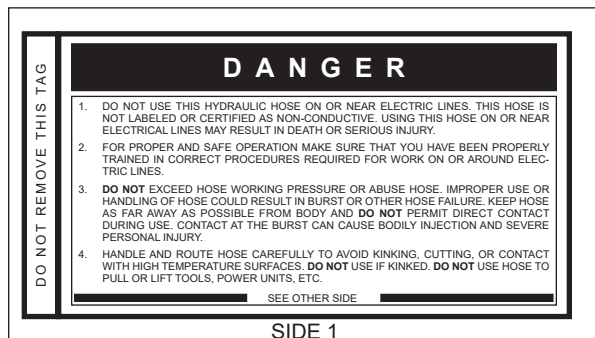 DO NOT REMOVE THIS TAG
DANGER
1. DO NOT USE THIS HYDRAULIC HOSE ON OR NEAR ELECTRIC LINES. THIS HOSE IS
NOT LABELED OR CERTIFIED AS NON-CONDUCTIVE. USING THIS HOSE ON OR NEAR
ELECTRICAL LINES MAY RESULT IN DEATH OR SERIOUS INJURY.
2. FOR PROPER AND SAFE OPERATION MAKE SURE THAT YOU HAVE BEEN PROPERLY
TRAINED IN CORRECT PROCEDURES REQUIRED FOR WORK ON OR AROUND ELEC-
TRIC LINES.
3. DO NOT EXCEED HOSE WORKING PRESSURE OR ABUSE HOSE. IMPROPER USE OR
HANDLING OF HOSE COULD RESULT IN BURST OR OTHER HOSE FAILURE. KEEP HOSE
AS FAR AWAY AS POSSIBLE FROM BODY AND DO NOT PERMIT DIRECT CONTACT
DURING USE. CONTACT AT THE BURST CAN CAUSE BODILY INJECTION AND SEVERE
PERSONAL INJURY.
4. HANDLE AND ROUTE HOSE CAREFULLY TO AVOID KINKING, CUTTING, OR CONTACT
WITH HIGH TEMPERATURE SURFACES. DO NOT USE IF KINKED. DO NOT USE HOSE TO
PULL OR LIFT TOOLS, POWER UNITS, ETC.
SEE OTHER SIDE
SIDE 1